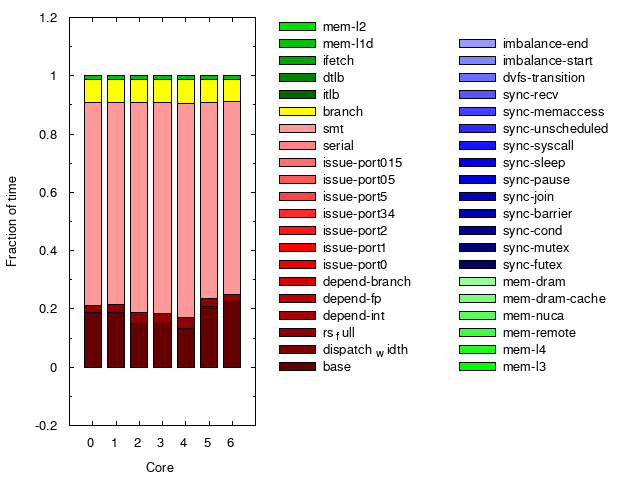 1.2
1
0.8
0.6
0.4
0.2
0
-0.2
Fraction of time
0 1 2 3 4 5 6
Core
mem-l2
mem-l1d
ifetch
dtlb
itlb
branch
smt
serial
issue-port015
issue-port05
issue-port5
issue-port34
issue-port2
issue-port1
issue-port0
depend-branch
depend-fp
depend-int
rsfull
dispatchwidth
base
imbalance-end
imbalance-start
dvfs-transition
sync-recv
sync-memaccess
sync-unscheduled
sync-syscall
sync-sleep
sync-pause
sync-join
sync-barrier
sync-cond
sync-mutex
sync-futex
mem-dram
mem-dram-cache
mem-nuca
mem-remote
mem-l4
mem-l3